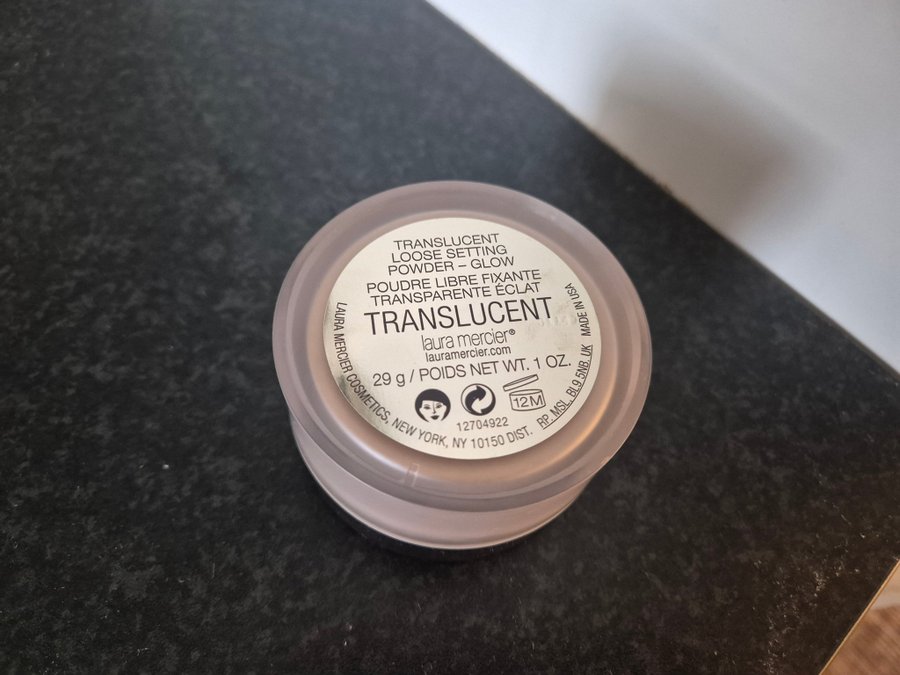 TRANSLUCENT
LOOSE SETTING
POWDER – GLOW
POUDRE LIBRE FIXANTE
TRANSPARENTE ÉCLAT
TRANSLUCENT
laura mercier®
lauramercier.com
29 g / POIDS NET WT. 1 OZ.
12M
12704922
LAURA MERCIER COSMETICS, NEW YORK, NY 10150 DIST. RP. MSL. BL9 5NB. UK MADE IN USA